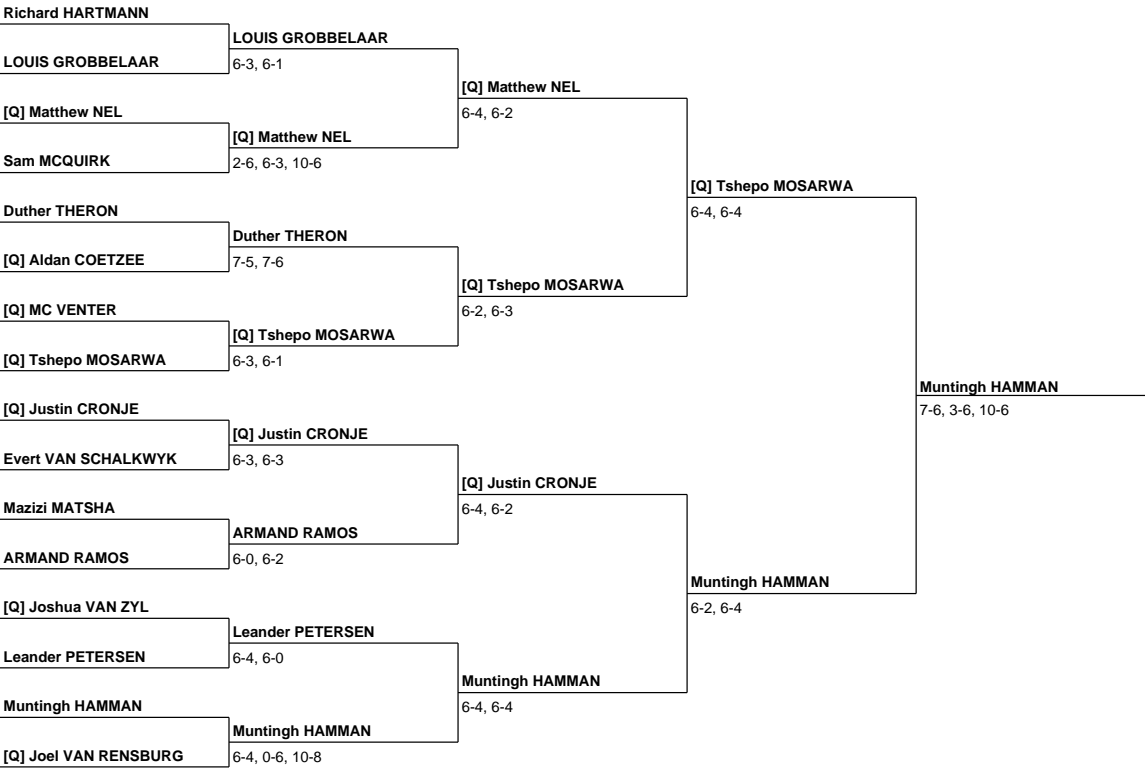 Richard HARTMANN
LOUIS GROBBELAAR
LOUIS GROBBELAAR
6-3, 6-1
[Q] Matthew NEL
6-4, 6-2
[Q] Matthew NEL
[Q] Matthew NEL
Sam MCQUIRK
2-6, 6-3, 10-6
[Q] Tshepo MOSARWA
6-4, 6-4
Duther THERON
Duther THERON
[Q] Aldan COETZEE
7-5, 7-6
[Q] Tshepo MOSARWA
6-2, 6-3
[Q] MC VENTER
[Q] Tshepo MOSARWA
[Q] Tshepo MOSARWA
6-3, 6-1
Muntingh HAMMAN
7-6, 3-6, 10-6
[Q] Justin CRONJE
[Q] Justin CRONJE
Evert VAN SCHALKWYK
6-3, 6-3
[Q] Justin CRONJE
6-4, 6-2
Mazizi MATSHA
ARMAND RAMOS
ARMAND RAMOS
6-0, 6-2
Muntingh HAMMAN
6-2, 6-4
[Q] Joshua VAN ZYL
Leander PETERSEN
Leander PETERSEN
6-4, 6-0
Muntingh HAMMAN
6-4, 6-4
Muntingh HAMMAN
Muntingh HAMMAN
[Q] Joel VAN RENSBURG
6-4, 0-6, 10-8